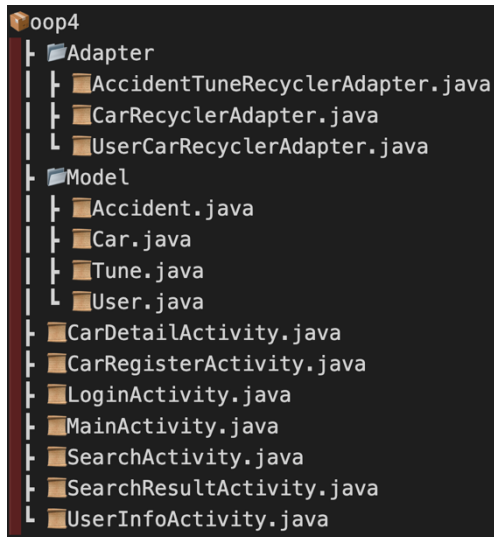 oop4
Adapter
AccidentTuneRecyclerAdapter.java
CarRecyclerAdapter.java
UserCarRecyclerAdapter.java
Model
Accident.java
Car.java
Tune.java
User.java
CarDetailActivity.java
CarRegisterActivity.java
LoginActivity.java
MainActivity.java
SearchActivity.java
SearchResultActivity.java
UserInfoActivity.java